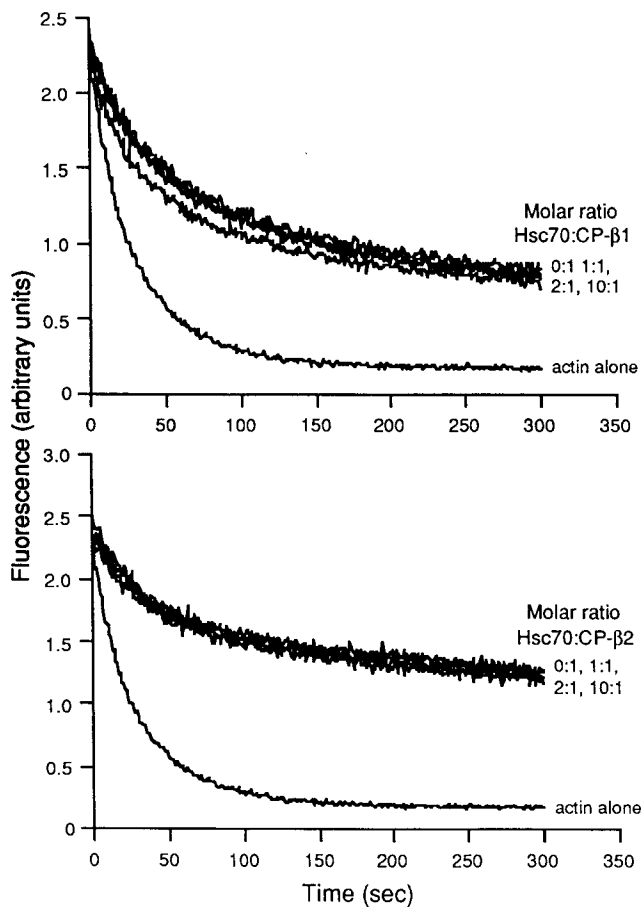 Fluorescence (arbitrary units)
2.5
2.0
1.5
1.0
0.5
0
Molar ratio
Hsc70:CP-β1
0:1 1:1,
2:1, 10:1
actin alone
0 50 100 150 200 250 300 350
3.0
2.5
2.0
1.5
1.0
0.5
0
Molar ratio
Hsc70:CP-β2
0:1, 1:1,
2:1, 10:1
actin alone
0 50 100 150 200 250 300 350
Time (sec)